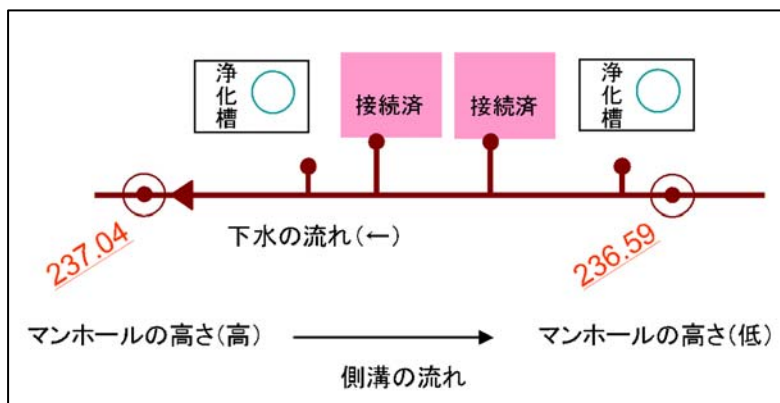 浄化槽
接続済
接続済
浄化槽
下水の流れ(←)
237.04
236.59
マンホールの高さ(高)
マンホールの高さ(低)
側溝の流れ